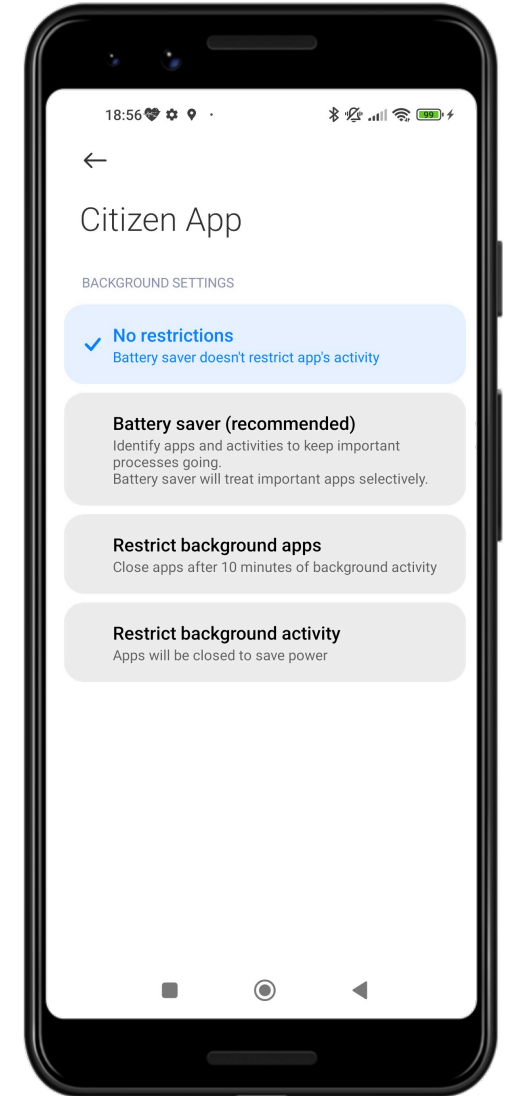 18:56
99
Citizen App
BACKGROUND SETTINGS
No restrictions
Battery saver doesn't restrict app's activity
Battery saver (recommended)
Identify apps and activities to keep important
processes going.
Battery saver will treat important apps selectively.
Restrict background apps
Close apps after 10 minutes of background activity
Restrict background activity
Apps will be closed to save power